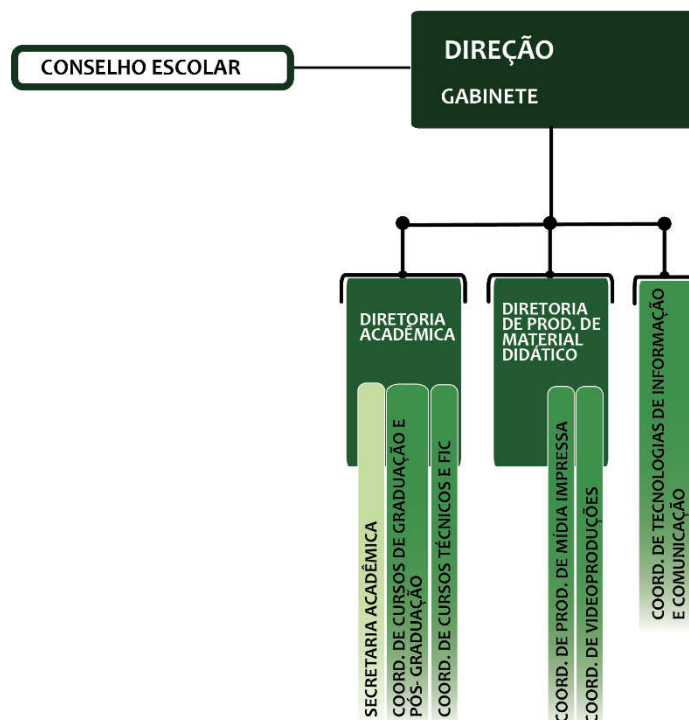 CONSELHO ESCOLAR
DIREÇÃO
GABINETE
DIRETORIA
ACADÊMICA
SECRETARIA ACADÊMICA
COORD. DE CURSOS DE GRADUAÇÃO E
PÓS- GRADUAÇÃO
COORD. DE CURSOS TÉCNICOS E FIC
DIRETORIA
DE PROD. DE
MATERIAL
DIDÁTICO
COORD. DE PROD. DE MÍDIA IMPRESSA
COORD. DE VIDEOPRODUÇÕES
COORD. DE TECNOLOGIAS DE INFORMAÇÃO
E COMUNICAÇÃO